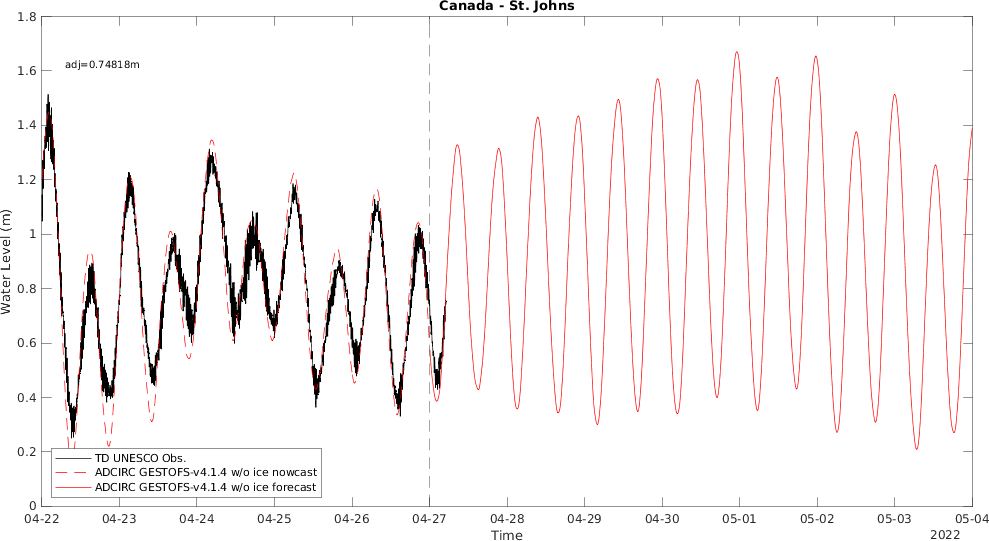 Canada - St. Johns
1.8
adj=0.74818m
1.6
1.4
1.2
1
0.8
0.6
0.4
0.2
0
Water Level (m)
TD UNESCO Obs.
ADCIRC GESTOFS-v4.1.4 w/o ice nowcast
ADCIRC GESTOFS-v4.1.4 w/o ice forecast
04-22 04-23 04-24 04-25 04-26 04-27 04-28 04-29 04-30 05-01 05-02 05-03 05-04
Time
2022